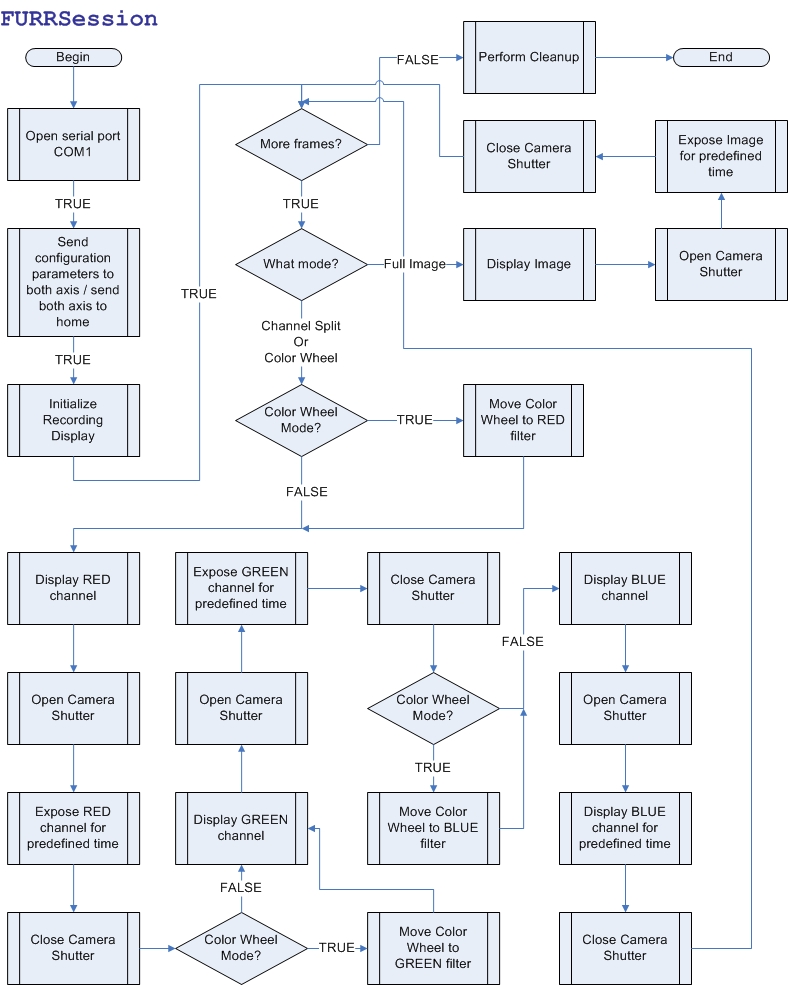 FURRSession
Begin
Open serial port
COM1
TRUE
Send
configuration
parameters to
both axis / send
both axis to
home
TRUE
Initialize
Recording
Display
TRUE
More frames?
FALSE
Perform Cleanup
End
TRUE
What mode?
Full Image
Display Image
Open Camera
Shutter
Expose Image
for predefined
time
Close Camera
Shutter
Channel Split
Or
Color Wheel
Color Wheel
Mode?
TRUE
Move Color
Wheel to RED
filter
FALSE
Display RED
channel
Open Camera
Shutter
Expose RED
channel for
predefined time
Close Camera
Shutter
Color Wheel
Mode?
TRUE
Move Color
Wheel to
GREEN filter
FALSE
Display GREEN
channel
Open Camera
Shutter
Expose GREEN
channel for
predefined time
Close Camera
Shutter
Color Wheel
Mode?
TRUE
Move Color
Wheel to BLUE
filter
FALSE
Display BLUE
channel
Open Camera
Shutter
Display BLUE
channel for
predefined time
Close Camera
Shutter